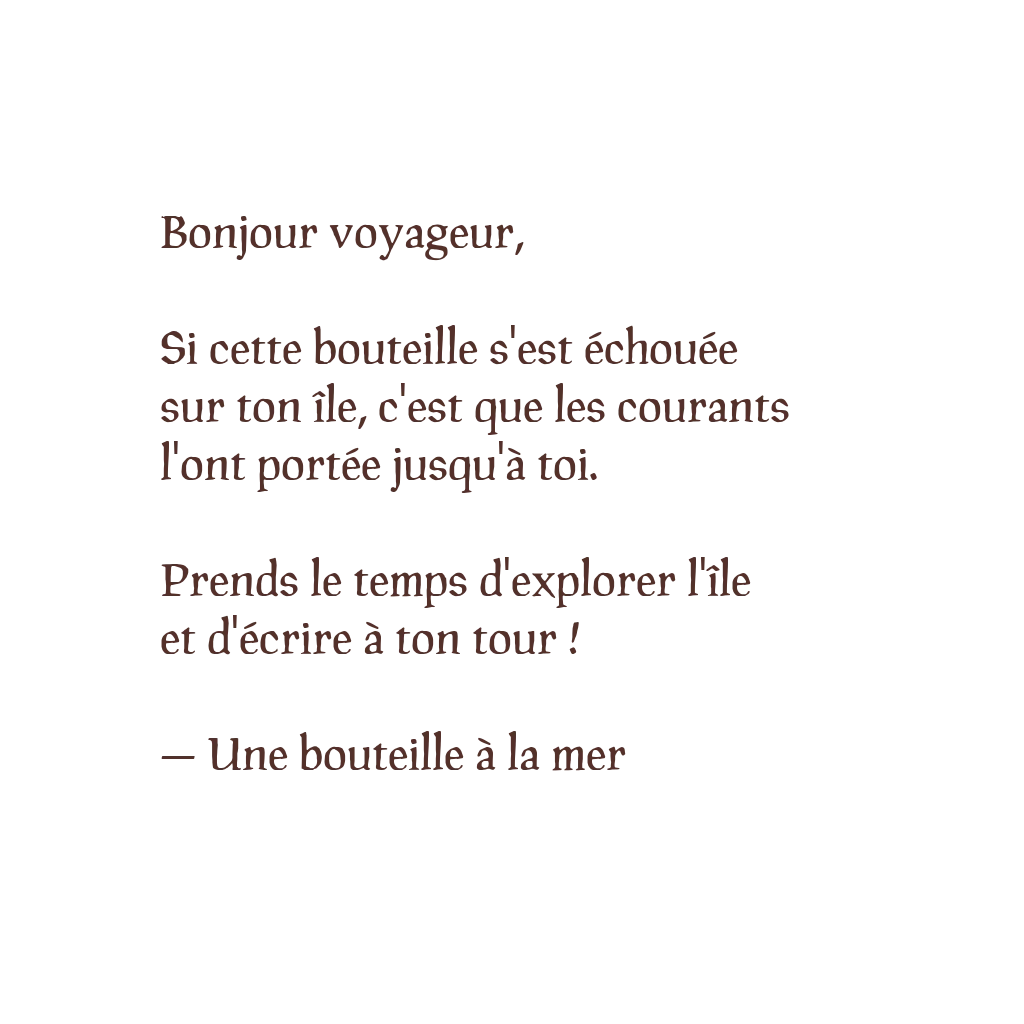 Bonjour voyageur,
Si cette bouteille s'est échouée
sur ton île, c'est que les courants
l'ont portée jusqu'à toi.
Prends le temps d'explorer l'île
et d'écrire à ton tour !
— Une bouteille à la mer